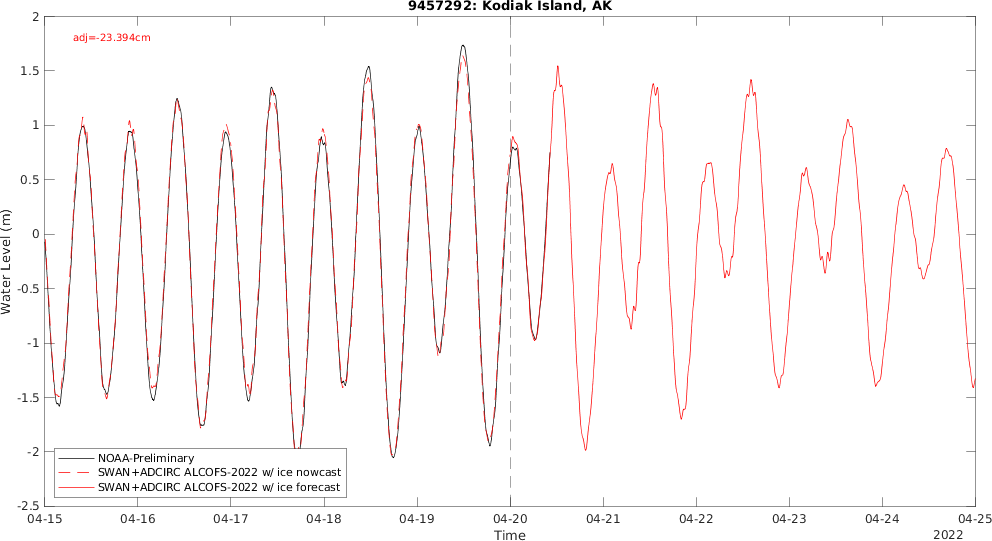 9457292: Kodiak Island, AK
adj=-23.394cm
2
1.5
1
0.5
0
-0.5
-1
-1.5
-2
-2.5
Water Level (m)
NOAA-Preliminary
SWAN+ADCIRC ALCOFS-2022 w/ ice nowcast
SWAN+ADCIRC ALCOFS-2022 w/ ice forecast
04-15 04-16 04-17 04-18 04-19 04-20 04-21 04-22 04-23 04-24 04-25
Time
2022